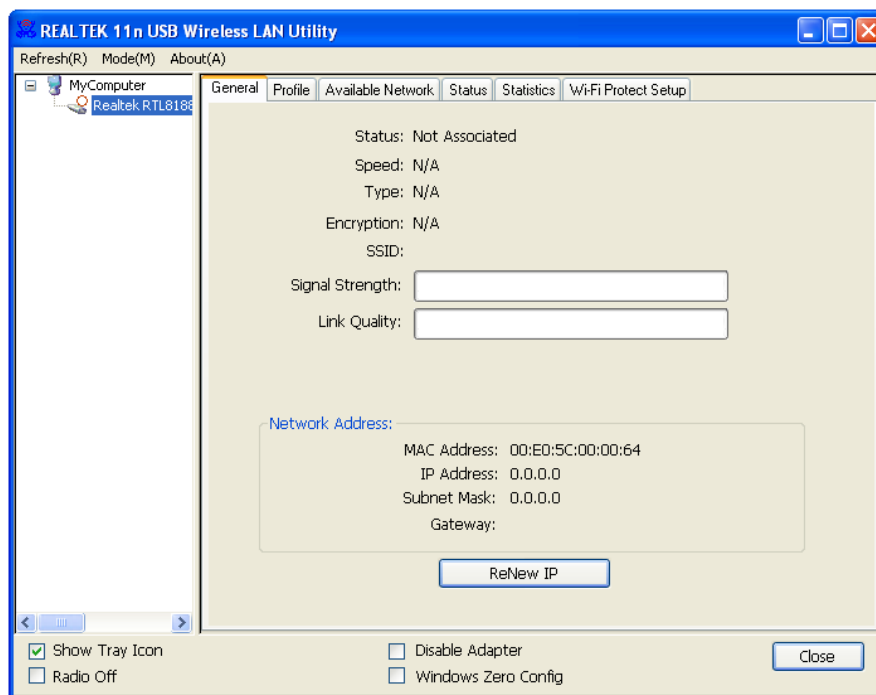 REALTEK 11n USB Wireless LAN Utility
Refresh(R) Mode(M) About(A)
MyComputer
Realtek RTL8188
General Profile Available Network Status Statistics Wi-Fi Protect Setup
Status: Not Associated
Speed: N/A
Type: N/A
Encryption: N/A
SSID:
Signal Strength:
Link Quality:
Network Address:
MAC Address: 00:E0:5C:00:00:64
IP Address: 0.0.0.0
Subnet Mask: 0.0.0.0
Gateway:
ReNew IP
Show Tray Icon
Radio Off
Disable Adapter
Windows Zero Config
Close